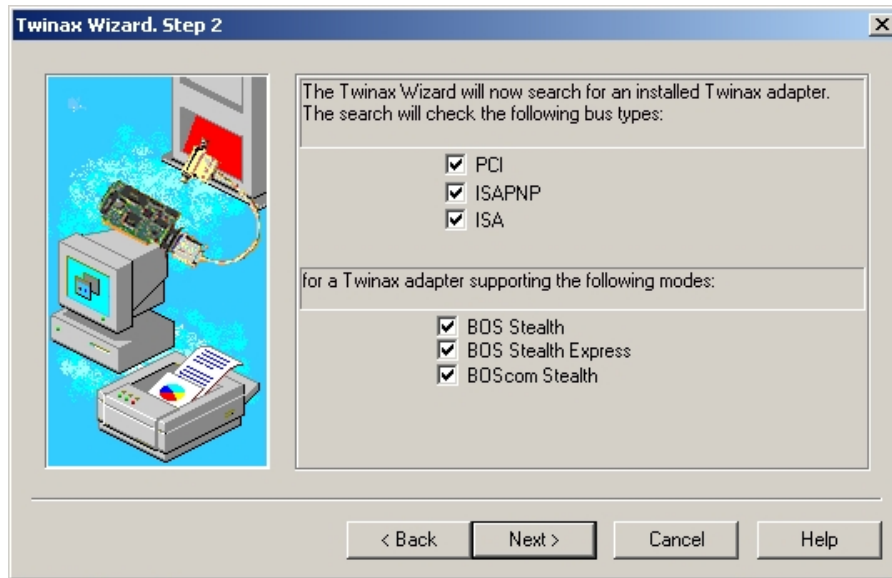 Twinax Wizard. Step 2
The Twinax Wizard will now search for an installed Twinax adapter.
The search will check the following bus types:
PCI
ISAPNP
ISA
for a Twinax adapter supporting the following modes:
BOS Stealth
BOS Stealth Express
BOScom Stealth
< Back Next > Cancel Help